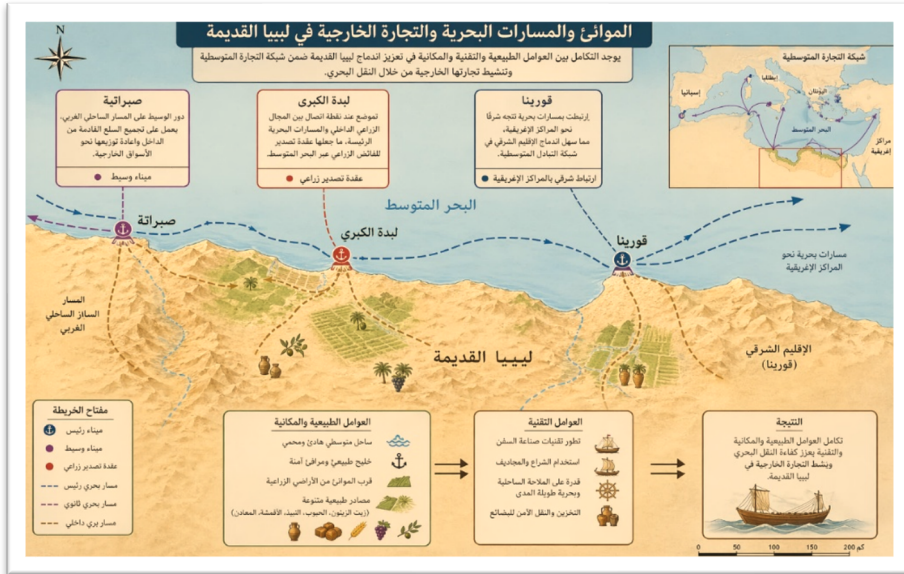 الموانئ والمسارات البحرية والتجارة الخارجية في ليبيا القديمة
يوجد التكامل بين العوامل الطبيعية والتقنية والمكانية في تعزيز اندماج ليبيا القديمة ضمن شبكة التجارة المتوسطية
وتنشيط تجارتها الخارجية من خلال النقل البحري.
N
شبكة التجارة المتوسطية
إيطاليا
اليونان
إسبانيا
البحر المتوسط
مراكز
إغريقية
قورينا
إرتبطت بمسارات بحرية تتجه شرقًا
نحو المراكز الإغريقية،
مما سهل اندماج الإقليم الشرقي في
شبكة التبادل المتوسطية.
ارتباط شرقي بالمراكز الإغريقية
لبدة الكبرى
تموضع عند نقطة اتصال بين المجال
الزراعي الداخلي والمسارات البحرية
الرئيسة، ما جعلها عقدة تصدير
للفائض الزراعي عبر البحر المتوسط.
عقدة تصدير زراعي
صبراتية
دور الوسيط على المسار الساحلي الغربي،
يعمل على تجميع السلع القادمة من
الداخل واعادة توزيعها نحو
الأسواق الخارجية.
ميناء وسيط
البحر المتوسط
صبراتة
لبدة الكبرى
قورينا
مسارات بحرية نحو
المراكز الإغريقية
المسار
الساز الساحلي
الغربي
ليبيبا القديمة
الإقليم الشرقي
(قورينا)
مفتاح الخريطة
ميناء رئيس
ميناء وسيط
عقدة تصدير زراعي
مسار بحري رئيس
مسار بحري ثانوي
مسار بري داخلي
العوامل الطبيعية والمكانية
ساحل متوسطي هادئ ومحمي
خليج طبيعي ومرافئ آمنة
قرب الموانئ من الأراضي الزراعية
مصادر طبيعية متنوعة
(زيت الزيتون، الحبوب، النبيذ، الأقمشة، المعادن)
العوامل التقنية
تطور تقنيات صناعة السفن
استخدام الشراع والمجاديف
قدرة على الملاحة الساحلية
وبحرية طويلة المدى
التخزين والنقل الآمن للبضائع
النتيجة
تكامل العوامل الطبيعية والمكانية
والتقنية يعزز كفاءة النقل البحري
وينشط التجارة الخارجية في
ليبيا القديمة.
0 50 100 150 200 كم